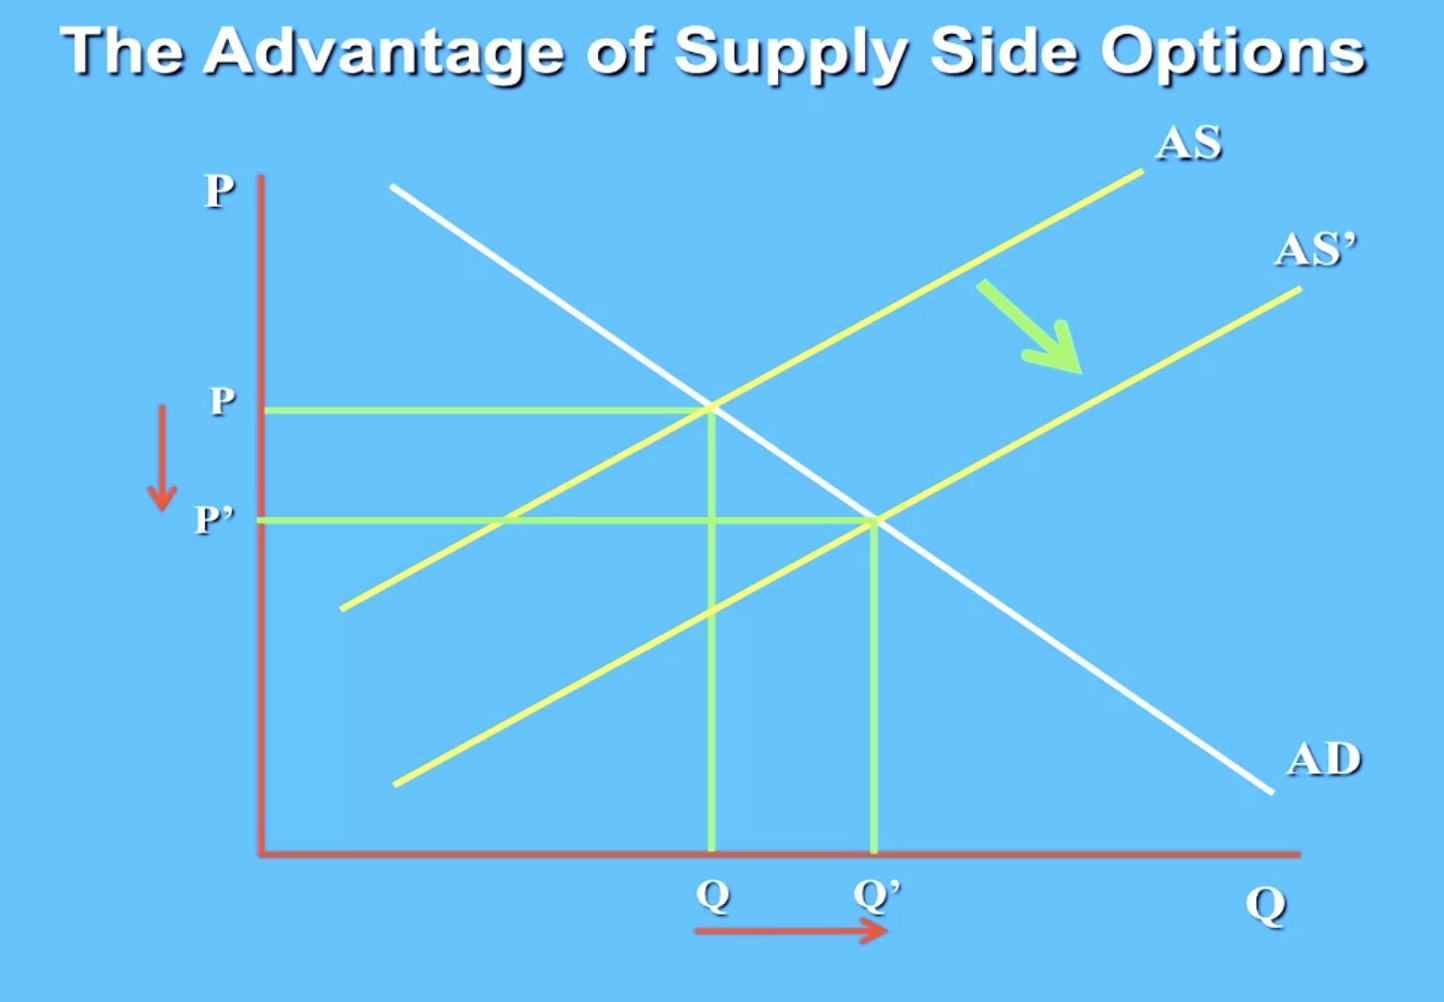 The Advantage of Supply Side Options
AS
P
AS’
P
P’
AD
Q
Q’
Q